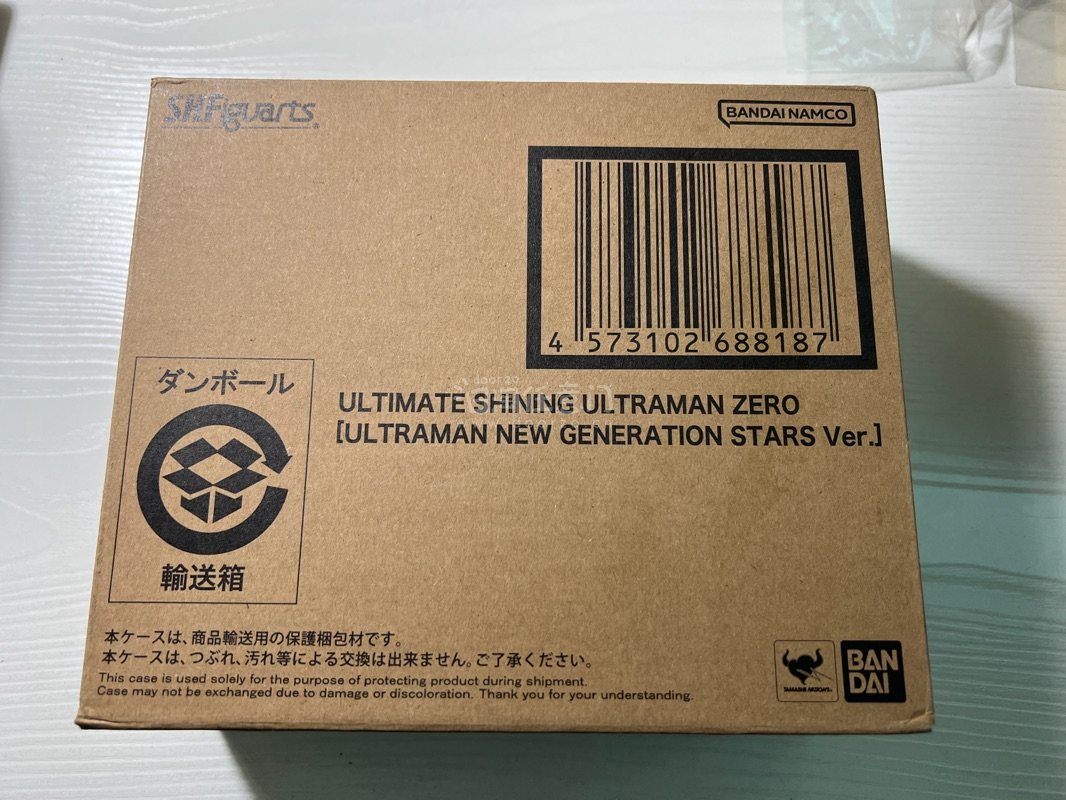 S.H.Figuarts
BANDAI NAMCO
4 573102 688187
ダンボール
輸送箱
ULTIMATE SHINING ULTRAMAN ZERO
[ULTRAMAN NEW GENERATION STARS Ver.]
本ケースは、商品輸送用の保護梱包材です。
本ケースは、つぶれ、汚れ等による交換は出来ません。ご了承ください。
This case is used solely for the purpose of protecting product during shipment.
Case may not be exchanged due to damage or discoloration. Thank you for your understanding.
TAMASHII NATIONS
BAN
DAI